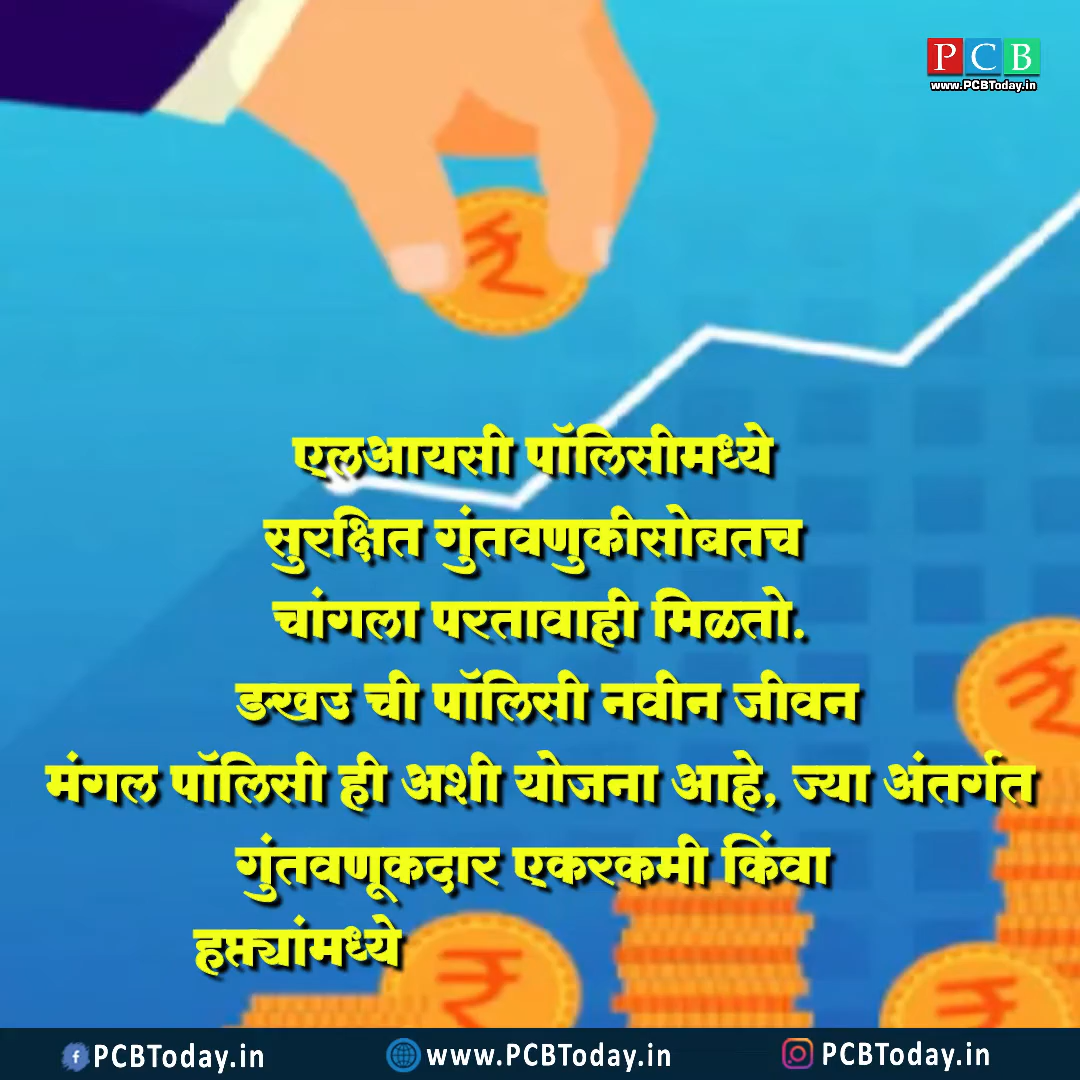 PCB
www.PCBToday.in
एलआयसी पॉलिसीमध्ये
सुरक्षित गुंतवणुकीसोबतच
चांगला परतावाही मिळतो.
ङखउ ची पॉलिसी नवीन जीवन
मंगल पॉलिसी ही अशी योजना आहे, ज्या अंतर्गत
गुंतवणूकदार एकरकमी किंवा
हप्त्यांमध्ये
PCBToday.in www.PCBToday.in PCBToday.in